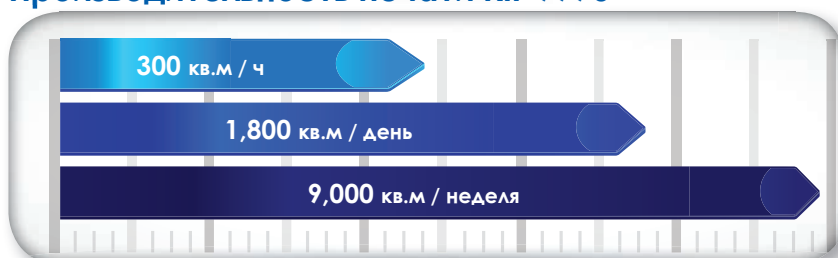 300 кв.м / ч
1,800 кв.м / день
9,000 кв.м / неделя